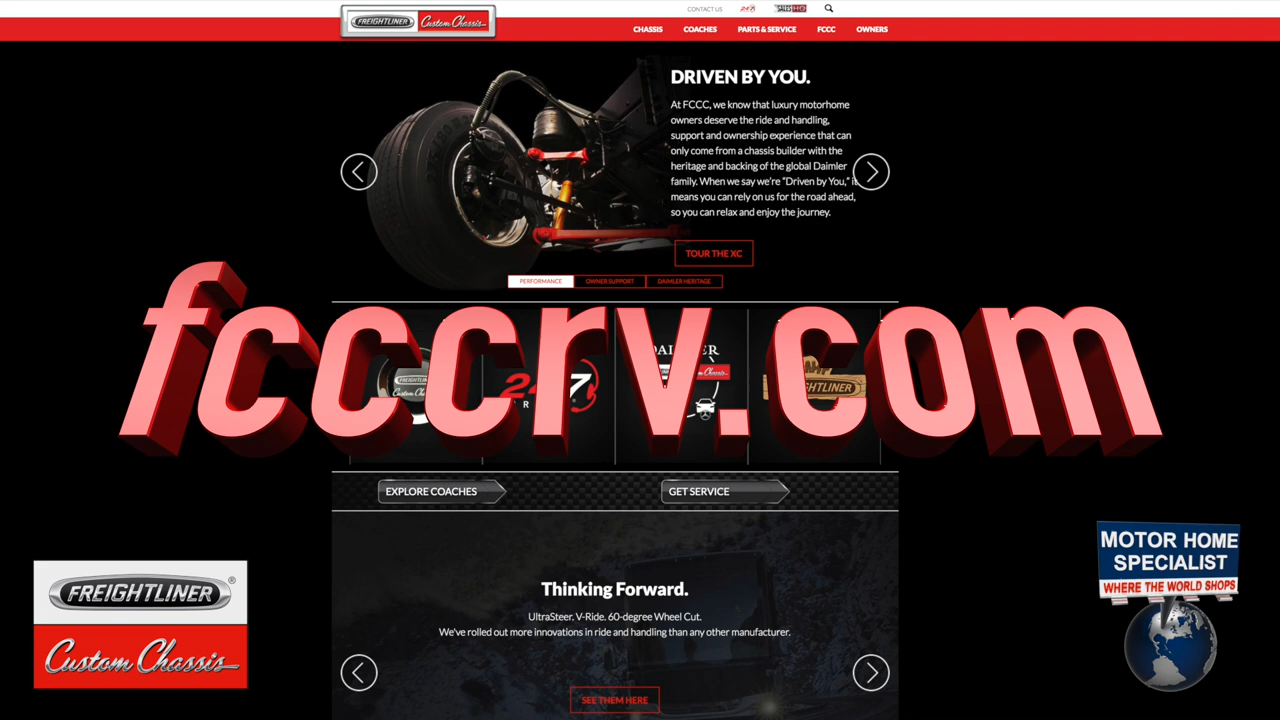 CONTACT US
24/7
FREIGHTLINER
Custom Chassis
CHASSIS
COACHES
PARTS & SERVICE
FCCC
OWNERS
DRIVEN BY YOU.
At FCCC, we know that luxury motorhome
owners deserve the ride and handling,
support and ownership experience that can
only come from a chassis builder with the
heritage and backing of the global Daimler
family. When we say we're "Driven by You," it
means you can rely on us for the road ahead,
so you can relax and enjoy the journey.
TOUR THE XC
PERFORMANCE
OWNER SUPPORT
DAIMLER HERITAGE
fcccrv.com
EXPLORE COACHES
GET SERVICE
Thinking Forward.
UltraSteer. V-Ride. 60-degree Wheel Cut.
We've rolled out more innovations in ride and handling than any other manufacturer.
SEE THEM HERE
FREIGHTLINER®
Custom Chassis
MOTOR HOME
SPECIALIST
WHERE THE WORLD SHOPS